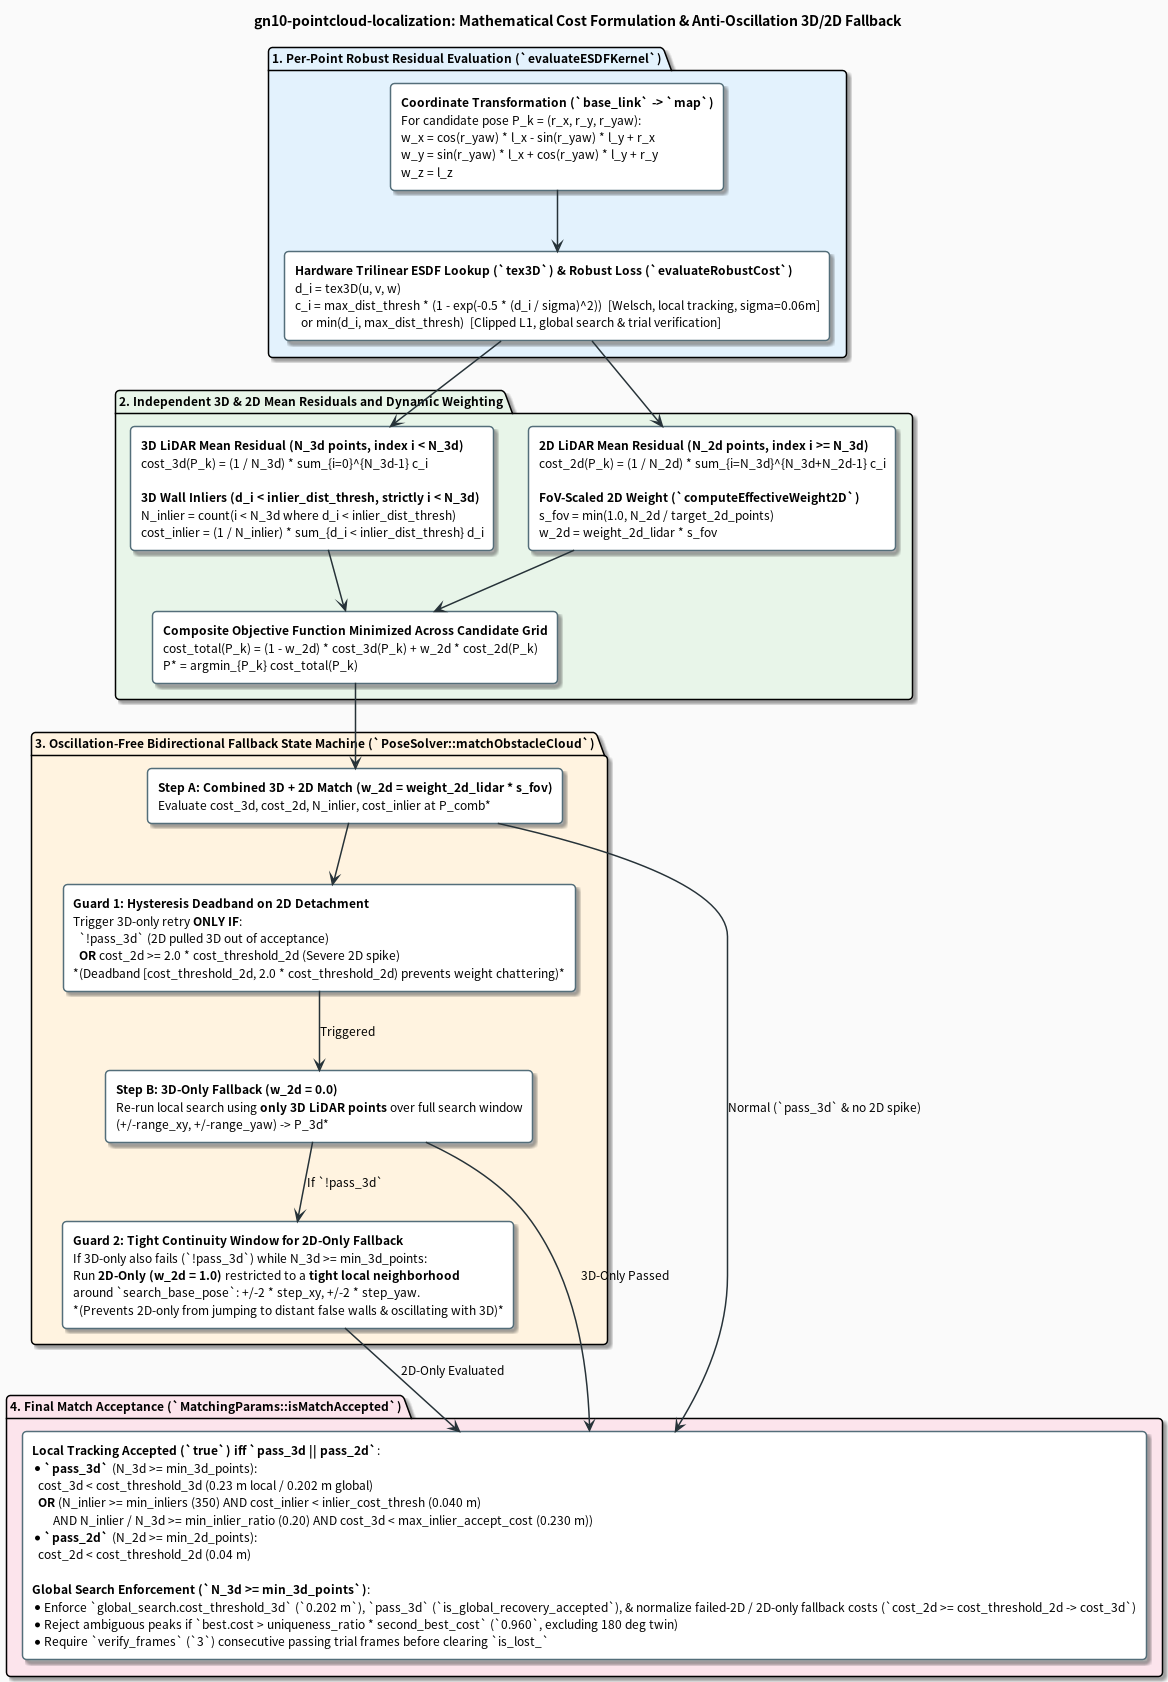 gn10-pointcloud-localization: Mathematical Cost Formulation & Anti-Oscillation 3D/2D Fallback
1. Per-Point Robust Residual Evaluation (`evaluateESDFKernel`)
Coordinate Transformation (`base_link` -> `map`)
For candidate pose P_k = (r_x, r_y, r_yaw):
w_x = cos(r_yaw) * l_x - sin(r_yaw) * l_y + r_x
w_y = sin(r_yaw) * l_x + cos(r_yaw) * l_y + r_y
w_z = l_z
Hardware Trilinear ESDF Lookup (`tex3D`) & Robust Loss (`evaluateRobustCost`)
d_i = tex3D(u, v, w)
c_i = max_dist_thresh * (1 - exp(-0.5 * (d_i / sigma)^2))  [Welsch, local tracking, sigma=0.06m]
or min(d_i, max_dist_thresh)  [Clipped L1, global search & trial verification]
2. Independent 3D & 2D Mean Residuals and Dynamic Weighting
3D LiDAR Mean Residual (N_3d points, index i < N_3d)
cost_3d(P_k) = (1 / N_3d) * sum_{i=0}^{N_3d-1} c_i
3D Wall Inliers (d_i < inlier_dist_thresh, strictly i < N_3d)
N_inlier = count(i < N_3d where d_i < inlier_dist_thresh)
cost_inlier = (1 / N_inlier) * sum_{d_i < inlier_dist_thresh} d_i
2D LiDAR Mean Residual (N_2d points, index i >= N_3d)
cost_2d(P_k) = (1 / N_2d) * sum_{i=N_3d}^{N_3d+N_2d-1} c_i
FoV-Scaled 2D Weight (`computeEffectiveWeight2D`)
s_fov = min(1.0, N_2d / target_2d_points)
w_2d = weight_2d_lidar * s_fov
Composite Objective Function Minimized Across Candidate Grid
cost_total(P_k) = (1 - w_2d) * cost_3d(P_k) + w_2d * cost_2d(P_k)
P* = argmin_{P_k} cost_total(P_k)
3. Oscillation-Free Bidirectional Fallback State Machine (`PoseSolver::matchObstacleCloud`)
Step A: Combined 3D + 2D Match (w_2d = weight_2d_lidar * s_fov)
Evaluate cost_3d, cost_2d, N_inlier, cost_inlier at P_comb*
Guard 1: Hysteresis Deadband on 2D Detachment
Trigger 3D-only retry ONLY IF:
`!pass_3d` (2D pulled 3D out of acceptance)
OR cost_2d >= 2.0 * cost_threshold_2d (Severe 2D spike)
*(Deadband [cost_threshold_2d, 2.0 * cost_threshold_2d) prevents weight chattering)*
Triggered
Step B: 3D-Only Fallback (w_2d = 0.0)
Re-run local search using only 3D LiDAR points over full search window
(+/-range_xy, +/-range_yaw) -> P_3d*
Normal (`pass_3d` & no 2D spike)
If `!pass_3d`
Guard 2: Tight Continuity Window for 2D-Only Fallback
If 3D-only also fails (`!pass_3d`) while N_3d >= min_3d_points:
Run 2D-Only (w_2d = 1.0) restricted to a tight local neighborhood
around `search_base_pose`: +/-2 * step_xy, +/-2 * step_yaw.
*(Prevents 2D-only from jumping to distant false walls & oscillating with 3D)*
3D-Only Passed
2D-Only Evaluated
4. Final Match Acceptance (`MatchingParams::isMatchAccepted`)
Local Tracking Accepted (`true`) iff `pass_3d || pass_2d`:
• `pass_3d` (N_3d >= min_3d_points):
cost_3d < cost_threshold_3d (0.23 m local / 0.202 m global)
OR (N_inlier >= min_inliers (350) AND cost_inlier < inlier_cost_thresh (0.040 m)
AND N_inlier / N_3d >= min_inlier_ratio (0.20) AND cost_3d < max_inlier_accept_cost (0.230 m))
• `pass_2d` (N_2d >= min_2d_points):
cost_2d < cost_threshold_2d (0.04 m)
Global Search Enforcement (`N_3d >= min_3d_points`):
• Enforce `global_search.cost_threshold_3d` (`0.202 m`), `pass_3d` (`is_global_recovery_accepted`), & normalize failed-2D / 2D-only fallback costs (`cost_2d >= cost_threshold_2d -> cost_3d`)
• Reject ambiguous peaks if `best.cost > uniqueness_ratio * second_best_cost` (`0.960`, excluding 180 deg twin)
• Require `verify_frames` (`3`) consecutive passing trial frames before clearing `is_lost_`